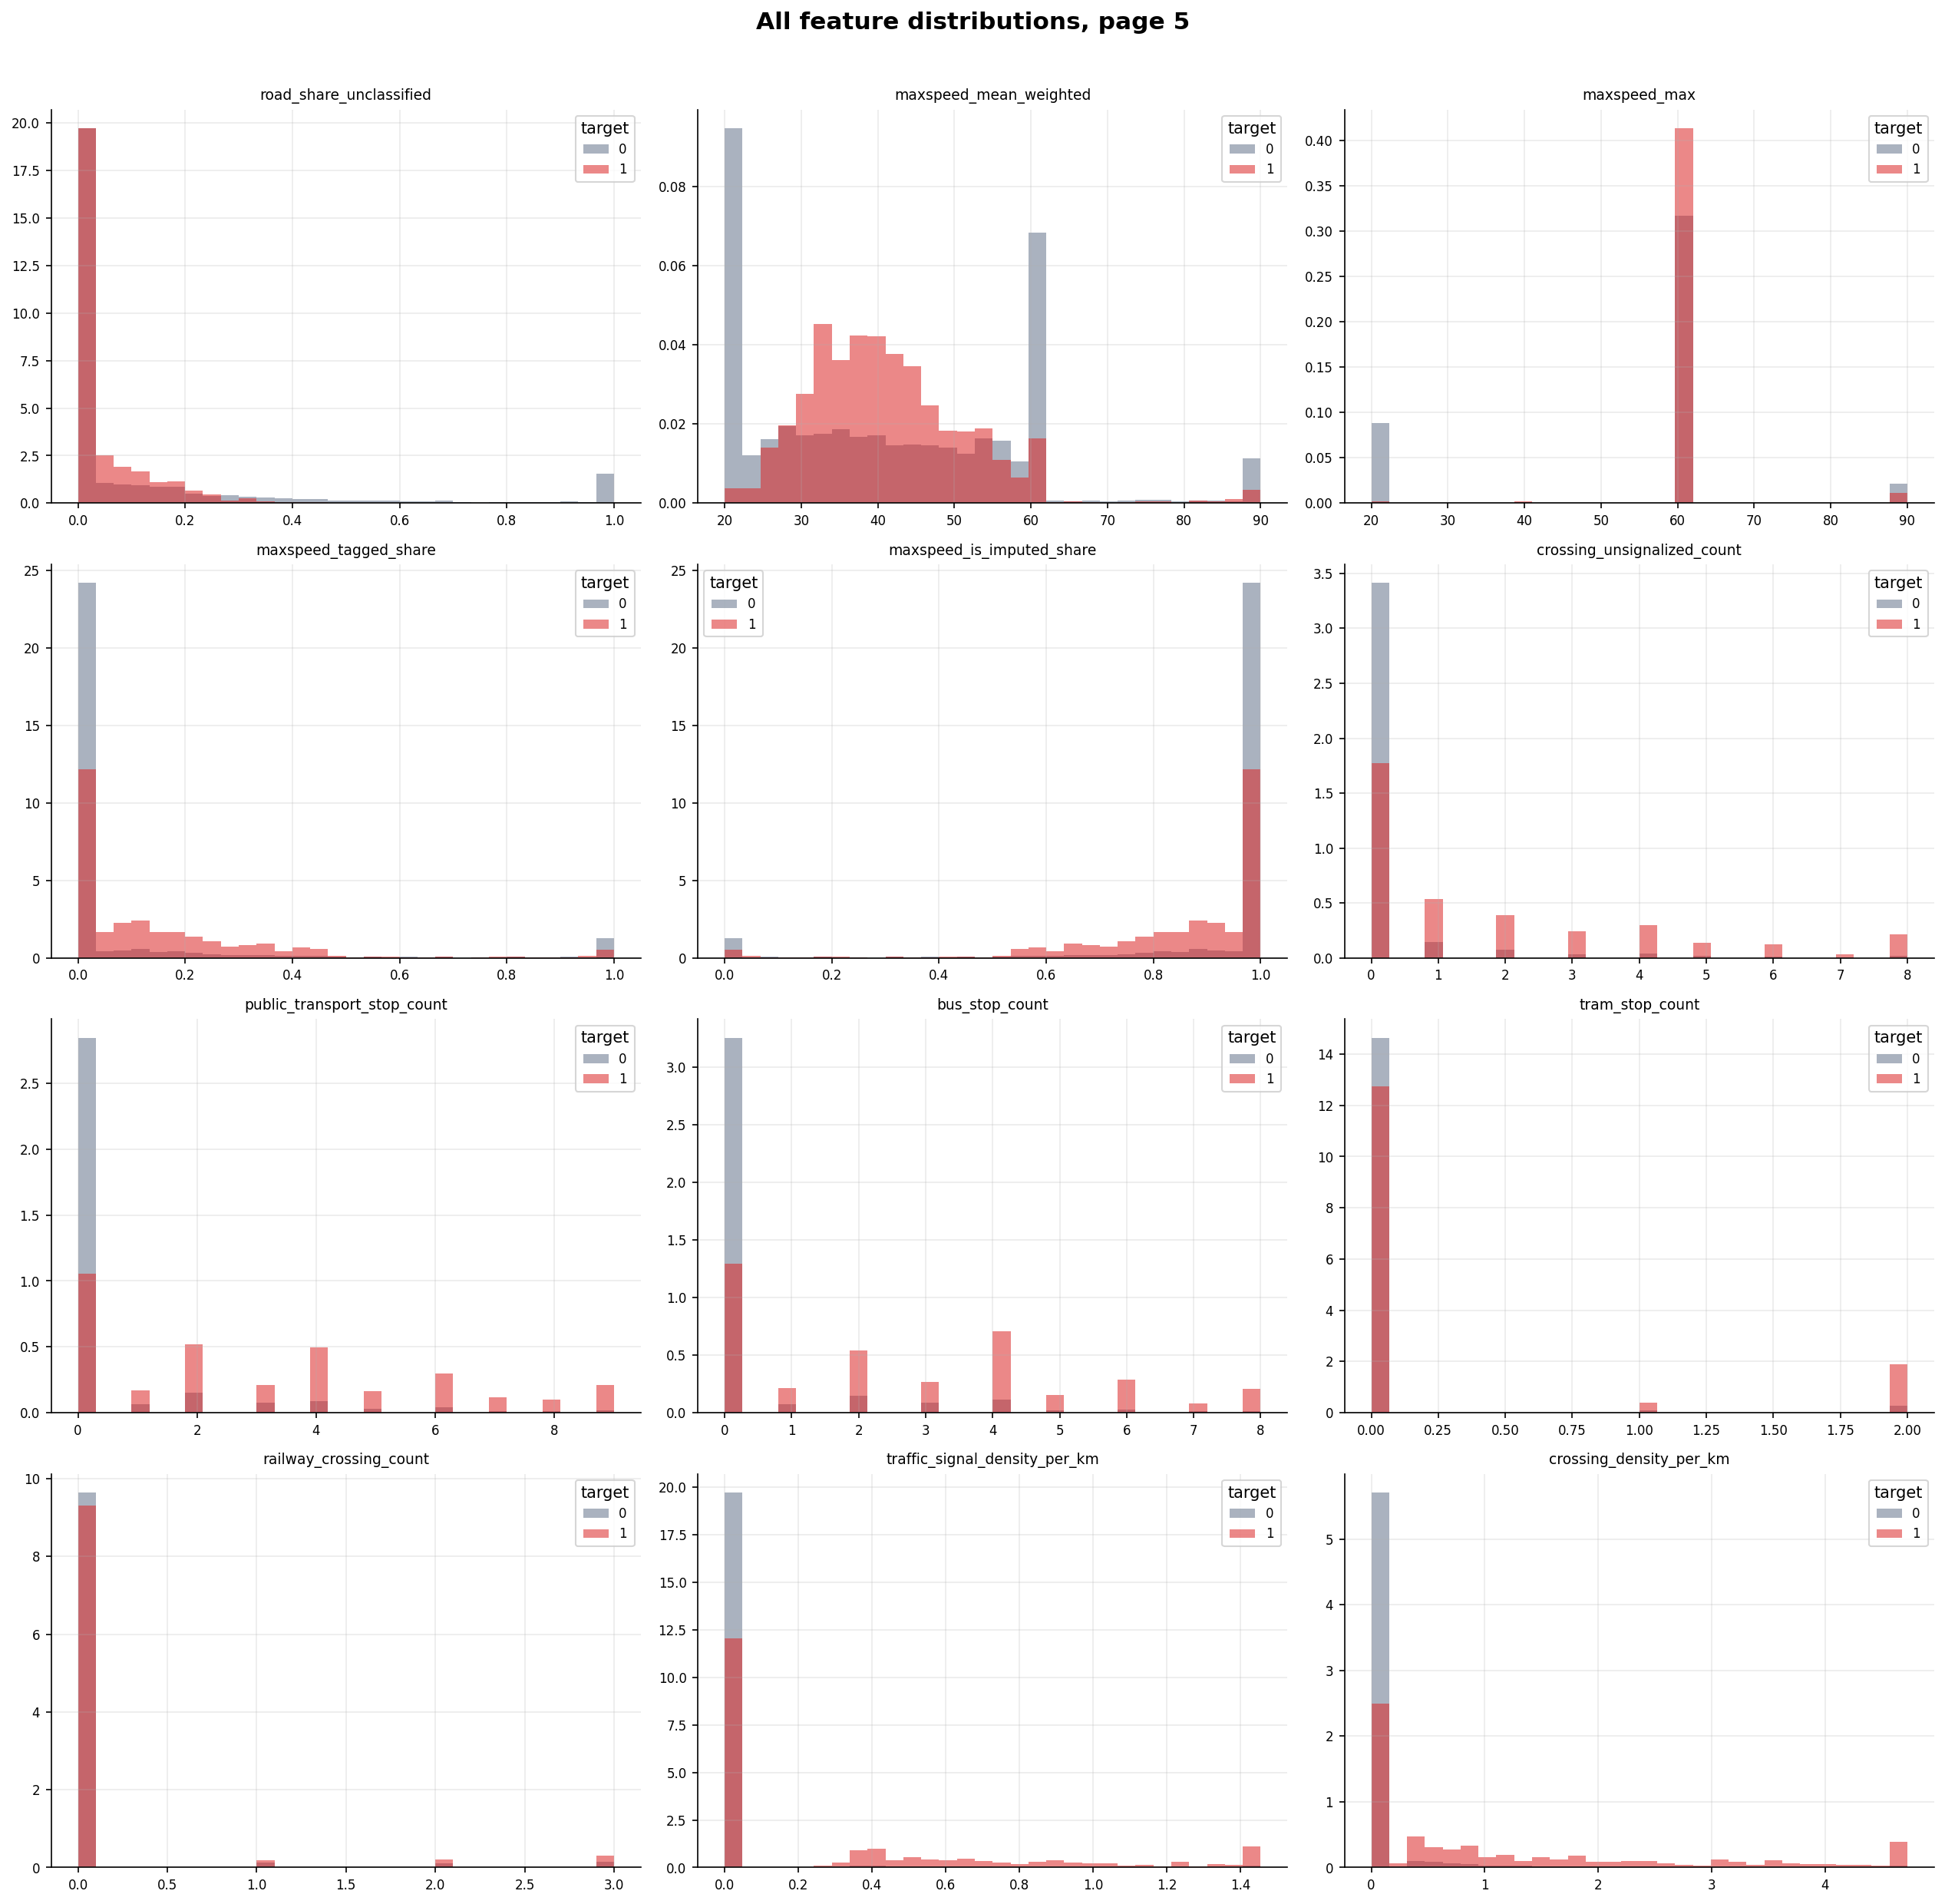 All feature distributions, page 5
road_share_unclassified
20.0
17.5
15.0
12.5
10.0
7.5
5.0
2.5
0.0
0.0 0.2 0.4 0.6 0.8 1.0
target
0
1
maxspeed_mean_weighted
0.08
0.06
0.04
0.02
0.00
20 30 40 50 60 70 80 90
target
0
1
maxspeed_max
0.40
0.35
0.30
0.25
0.20
0.15
0.10
0.05
0.00
20 30 40 50 60 70 80 90
target
0
1
maxspeed_tagged_share
25
20
15
10
5
0
0.0 0.2 0.4 0.6 0.8 1.0
target
0
1
maxspeed_is_imputed_share
25
20
15
10
5
0
0.0 0.2 0.4 0.6 0.8 1.0
target
0
1
crossing_unsignalized_count
3.5
3.0
2.5
2.0
1.5
1.0
0.5
0.0
0 1 2 3 4 5 6 7 8
target
0
1
public_transport_stop_count
2.5
2.0
1.5
1.0
0.5
0.0
0 2 4 6 8
target
0
1
bus_stop_count
3.0
2.5
2.0
1.5
1.0
0.5
0.0
0 1 2 3 4 5 6 7 8
target
0
1
tram_stop_count
14
12
10
8
6
4
2
0
0.00 0.25 0.50 0.75 1.00 1.25 1.50 1.75 2.00
target
0
1
railway_crossing_count
10
8
6
4
2
0
0.0 0.5 1.0 1.5 2.0 2.5 3.0
target
0
1
traffic_signal_density_per_km
20.0
17.5
15.0
12.5
10.0
7.5
5.0
2.5
0.0
0.0 0.2 0.4 0.6 0.8 1.0 1.2 1.4
target
0
1
crossing_density_per_km
5
4
3
2
1
0
0 1 2 3 4
target
0
1